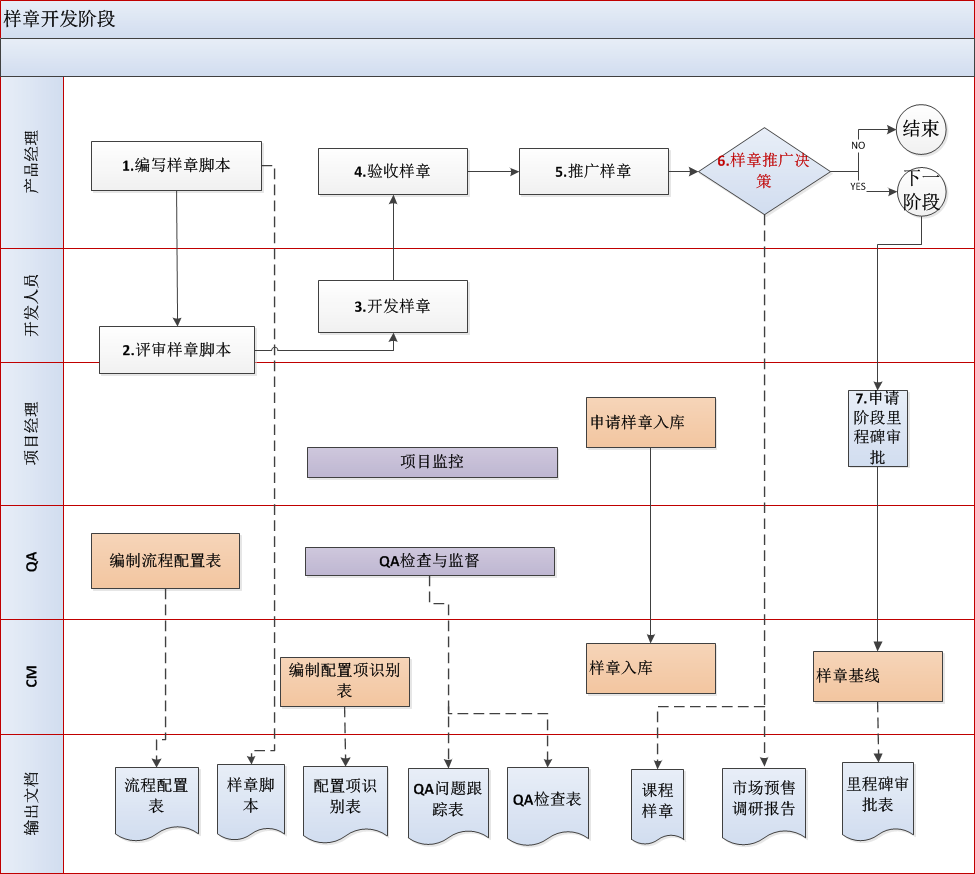 样章开发阶段
产品经理
1.编写样章脚本
4.验收样章
5.推广样章
6.样章推广决
策
NO
YES
结束
下一
阶段
开发人员
2.评审样章脚本
3.开发样章
项目经理
项目监控
申请样章入库
7.申请
阶段里
程碑审
批
QA
编制流程配置表
QA检查与监督
CM
编制配置项识别
表
样章入库
样章基线
输出文档
流程配置
表
样章脚
本
配置项识
别表
QA问题跟
踪表
QA检查表
课程
样章
市场预售
调研报告
里程碑审
批表